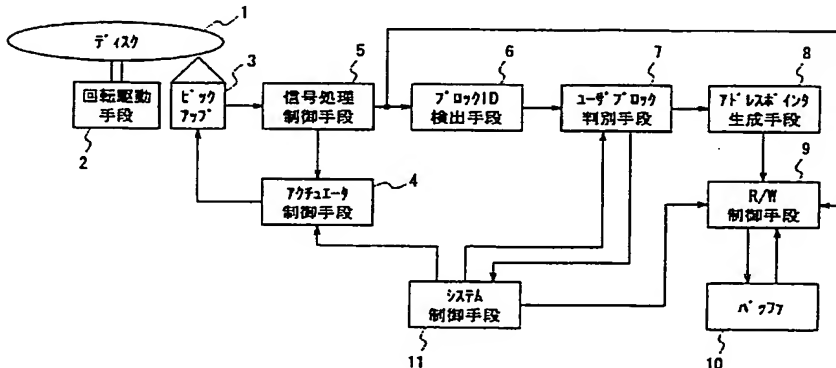 1
ディスク
回転駆動
手段
2
3
ピック
アップ
5
信号処理
制御手段
6
ブロックID
検出手段
7
ユーザブロック
判別手段
8
アドレスポインタ
生成手段
4
アクチュエータ
制御手段
9
R/W
制御手段
システム
制御手段
11
バッファ
10